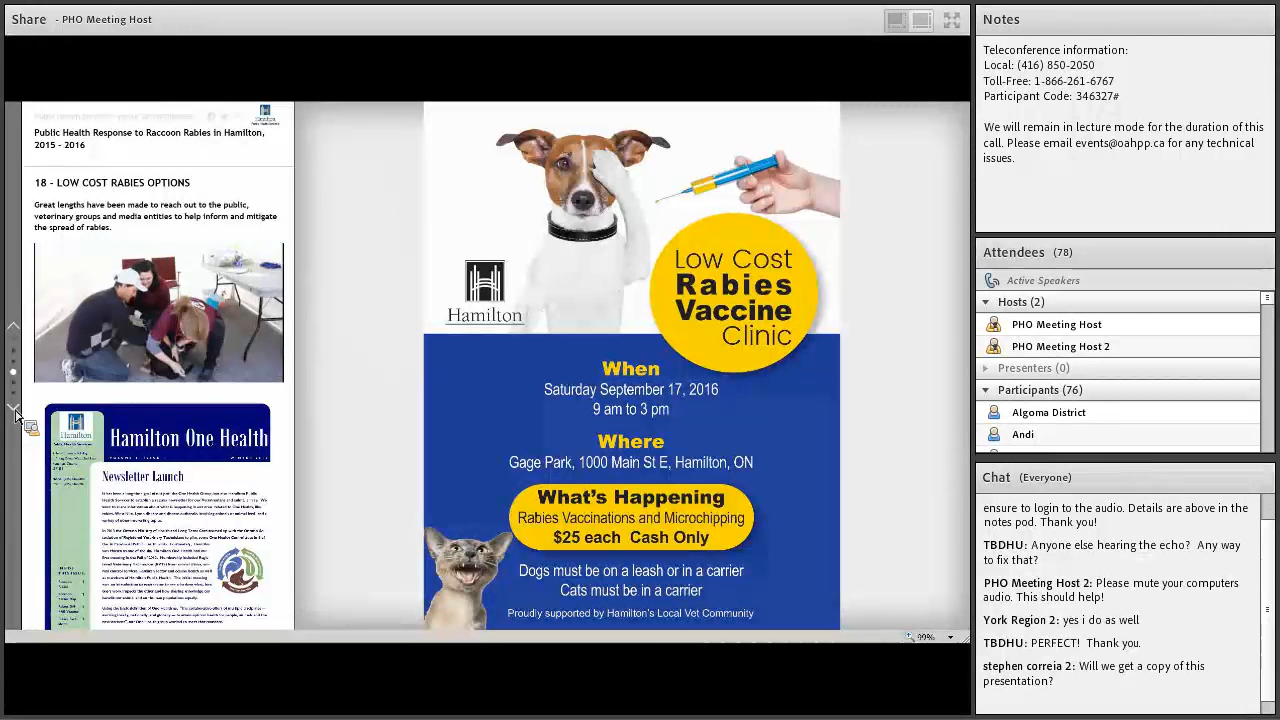 Share - PHO Meeting Host
Public Health Response to Raccoon Rabies in Hamilton,
2015 - 2016
18 - LOW COST RABIES OPTIONS
Great lengths have been made to reach out to the public,
veterinary groups and media entities to help inform and mitigate
the spread of rabies.
Hamilton
Hamilton One Health
Newsletter Launch
Hamilton
Low Cost
Rabies
Vaccine
Clinic
When
Saturday September 17, 2016
9 am to 3 pm
Where
Gage Park, 1000 Main St E, Hamilton, ON
What's Happening
Rabies Vaccinations and Microchipping
$25 each Cash Only
Dogs must be on a leash or in a carrier
Cats must be in a carrier
Proudly supported by Hamilton's Local Vet Community
99%
Notes
Teleconference information:
Local: (416) 850-2050
Toll-Free: 1-866-261-6767
Participant Code: 346327#
We will remain in lecture mode for the duration of this
call. Please email events@oahpp.ca for any technical
issues.
Attendees (78)
Active Speakers
Hosts (2)
PHO Meeting Host
PHO Meeting Host 2
Presenters (0)
Participants (76)
Algoma District
Andi
Chat (Everyone)
ensure to login to the audio. Details are above in the
notes pod. Thank you!
TBDHU: Anyone else hearing the echo? Any way
to fix that?
PHO Meeting Host 2: Please mute your computers
audio. This should help!
York Region 2: yes i do as well
TBDHU: PERFECT! Thank you.
stephen correia 2: Will we get a copy of this
presentation?